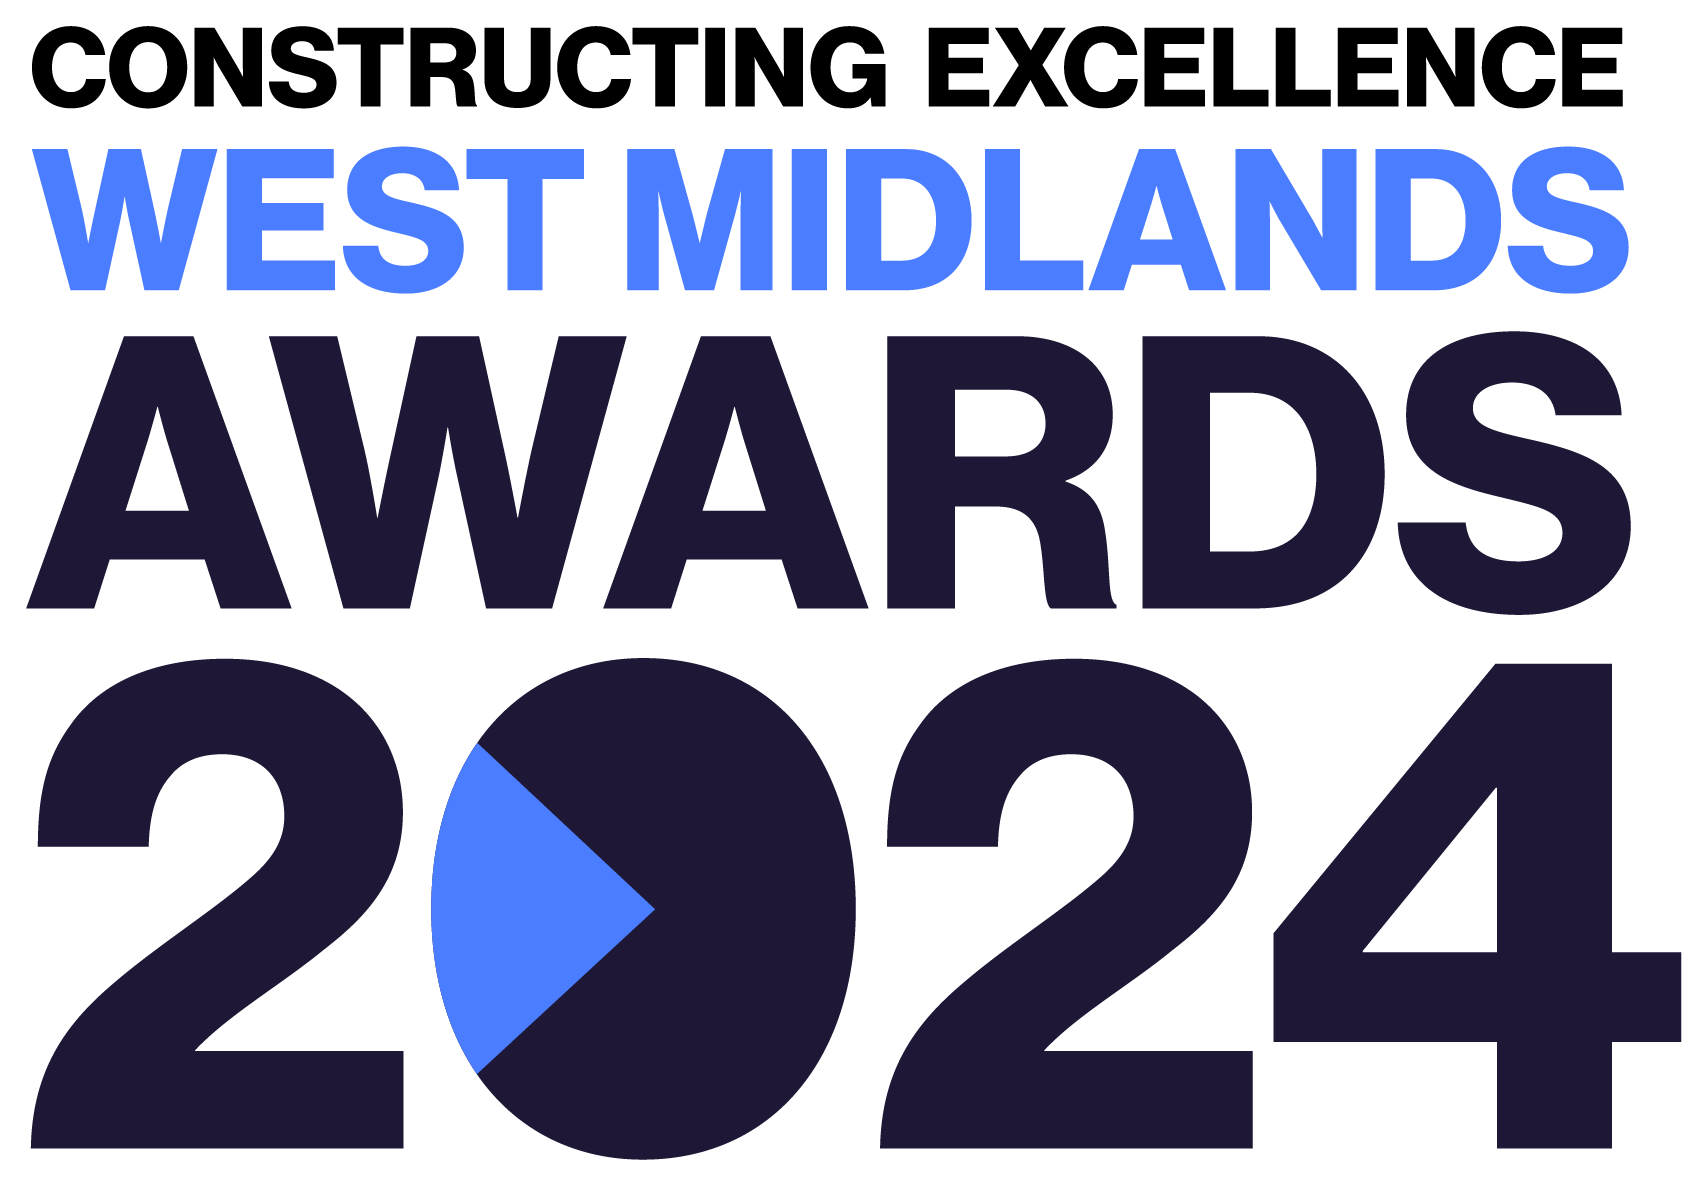 CONSTRUCTING EXCELLENCE
WEST MIDLANDS
AWARDS
2024